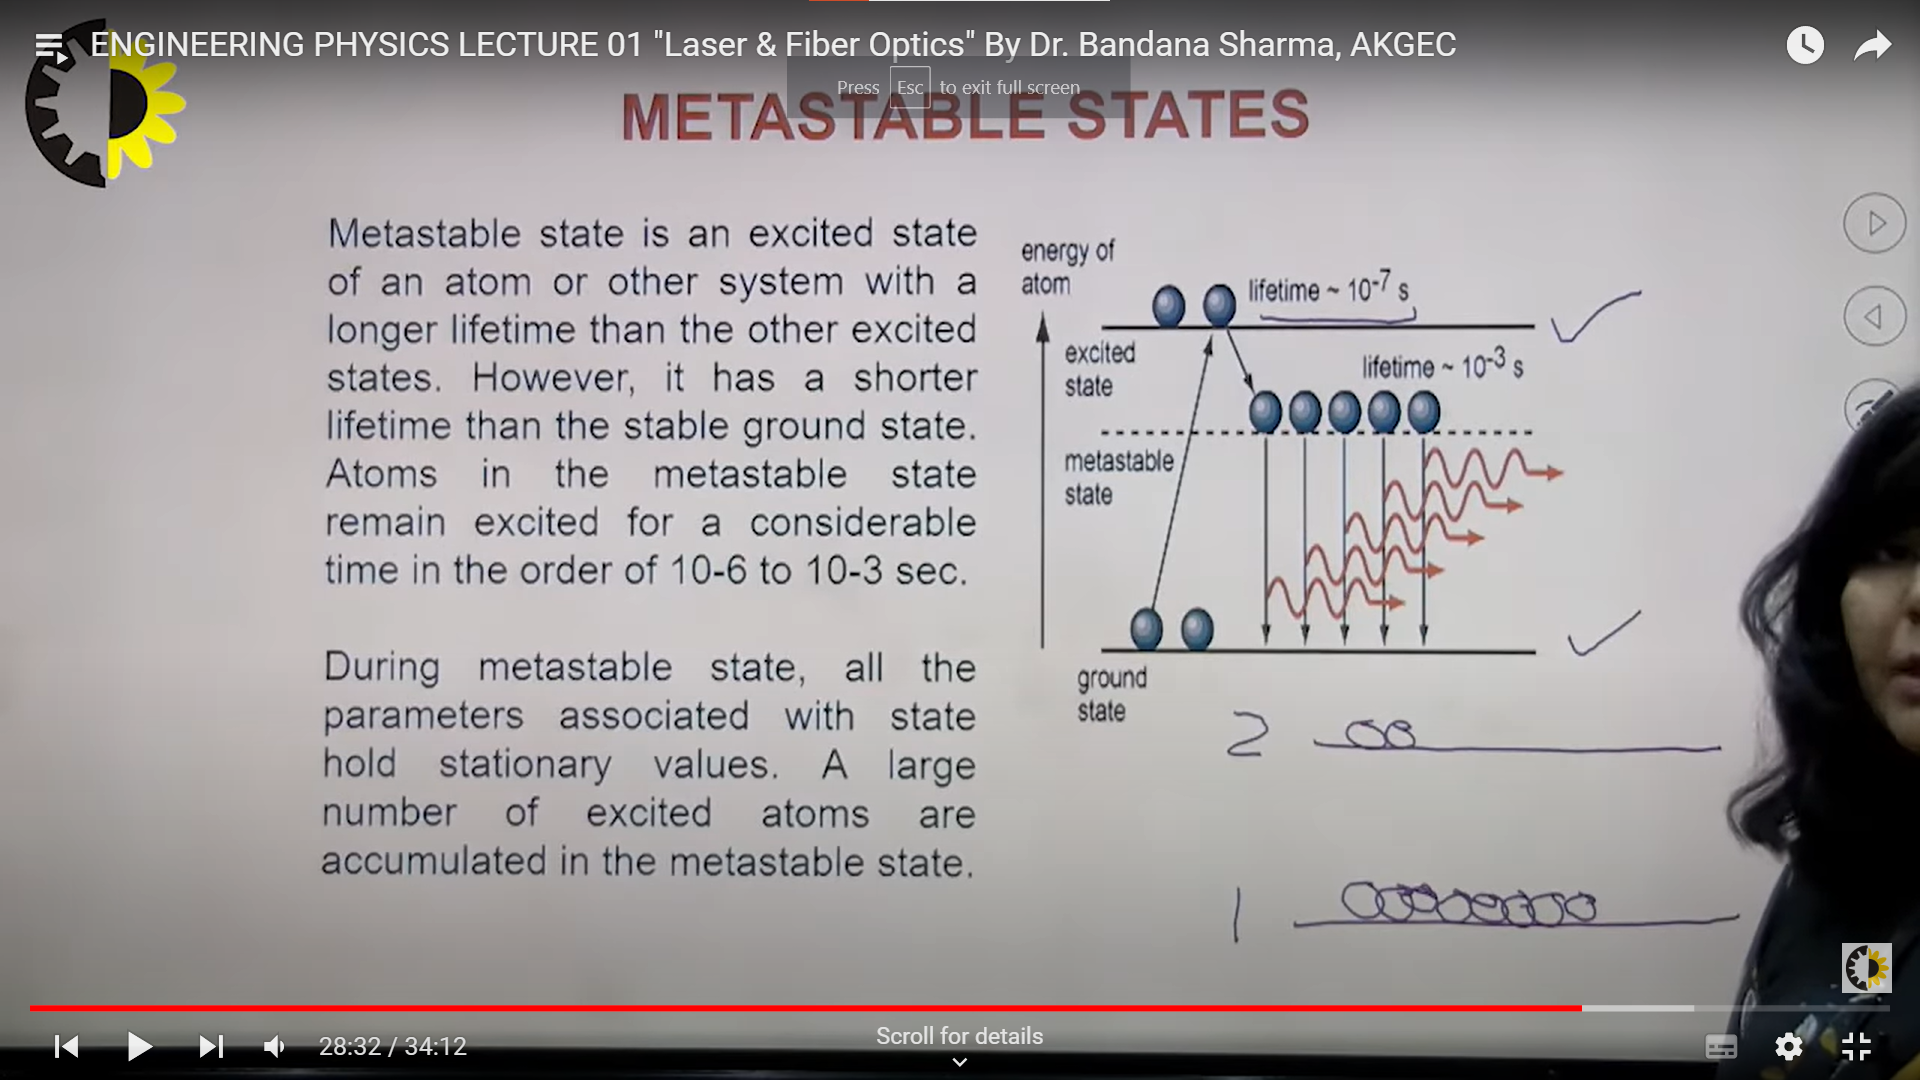 ENGINEERING PHYSICS LECTURE 01 "Laser & Fiber Optics" By Dr. Bandana Sharma, AKGEC
Press Esc to exit full screen
METASTABLE STATES
Metastable state is an excited state
of an atom or other system with a
longer lifetime than the other excited
states. However, it has a shorter
lifetime than the stable ground state.
Atoms in the metastable state
remain excited for a considerable
time in the order of 10-6 to 10-3 sec.
During metastable state, all the
parameters associated with state
hold stationary values. A large
number of excited atoms are
accumulated in the metastable state.
energy of
atom
lifetime ~ 10⁻⁷ s
excited
state
lifetime ~ 10⁻³ s
metastable
state
ground
state
2
1
28:32 / 34:12
Scroll for details